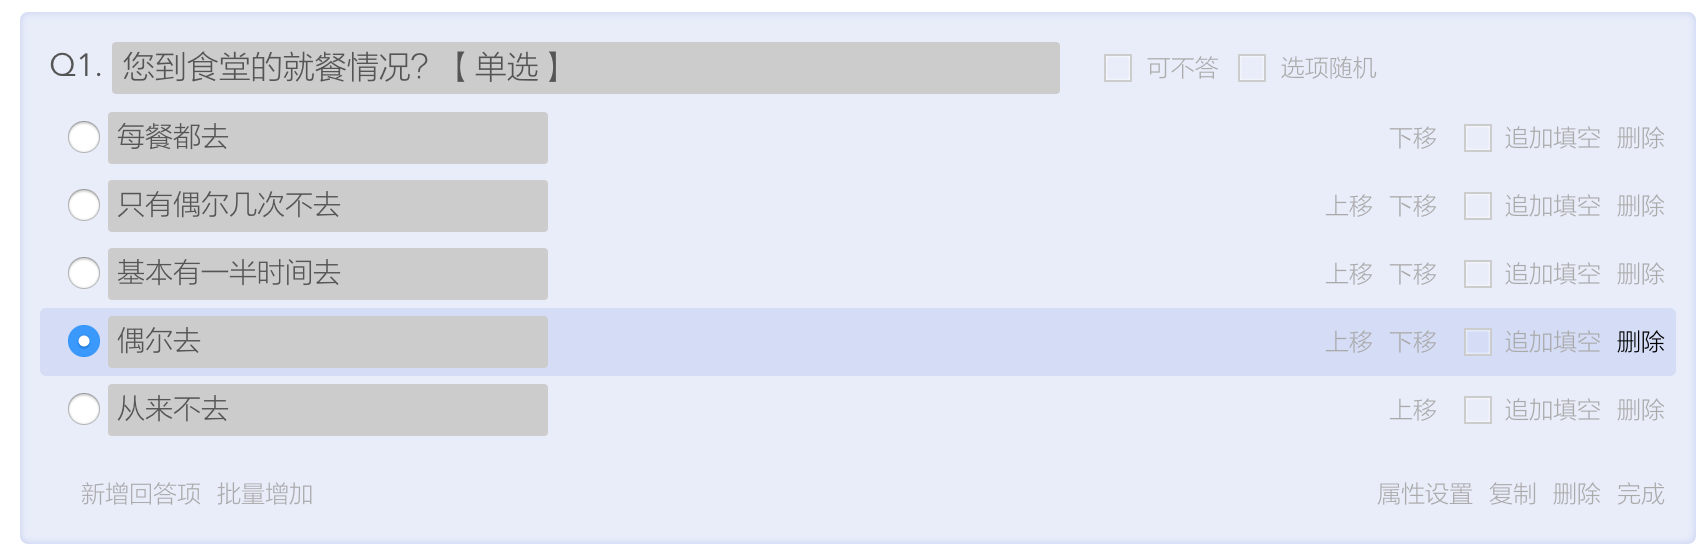 Q1. 您到食堂的就餐情况？【单选】 可不答 选项随机
每餐都去 下移 追加填空 删除
只有偶尔几次不去 上移 下移 追加填空 删除
基本有一半时间去 上移 下移 追加填空 删除
偶尔去 上移 下移 追加填空 删除
从来不去 上移 追加填空 删除
新增回答项 批量增加 属性设置 复制 删除 完成